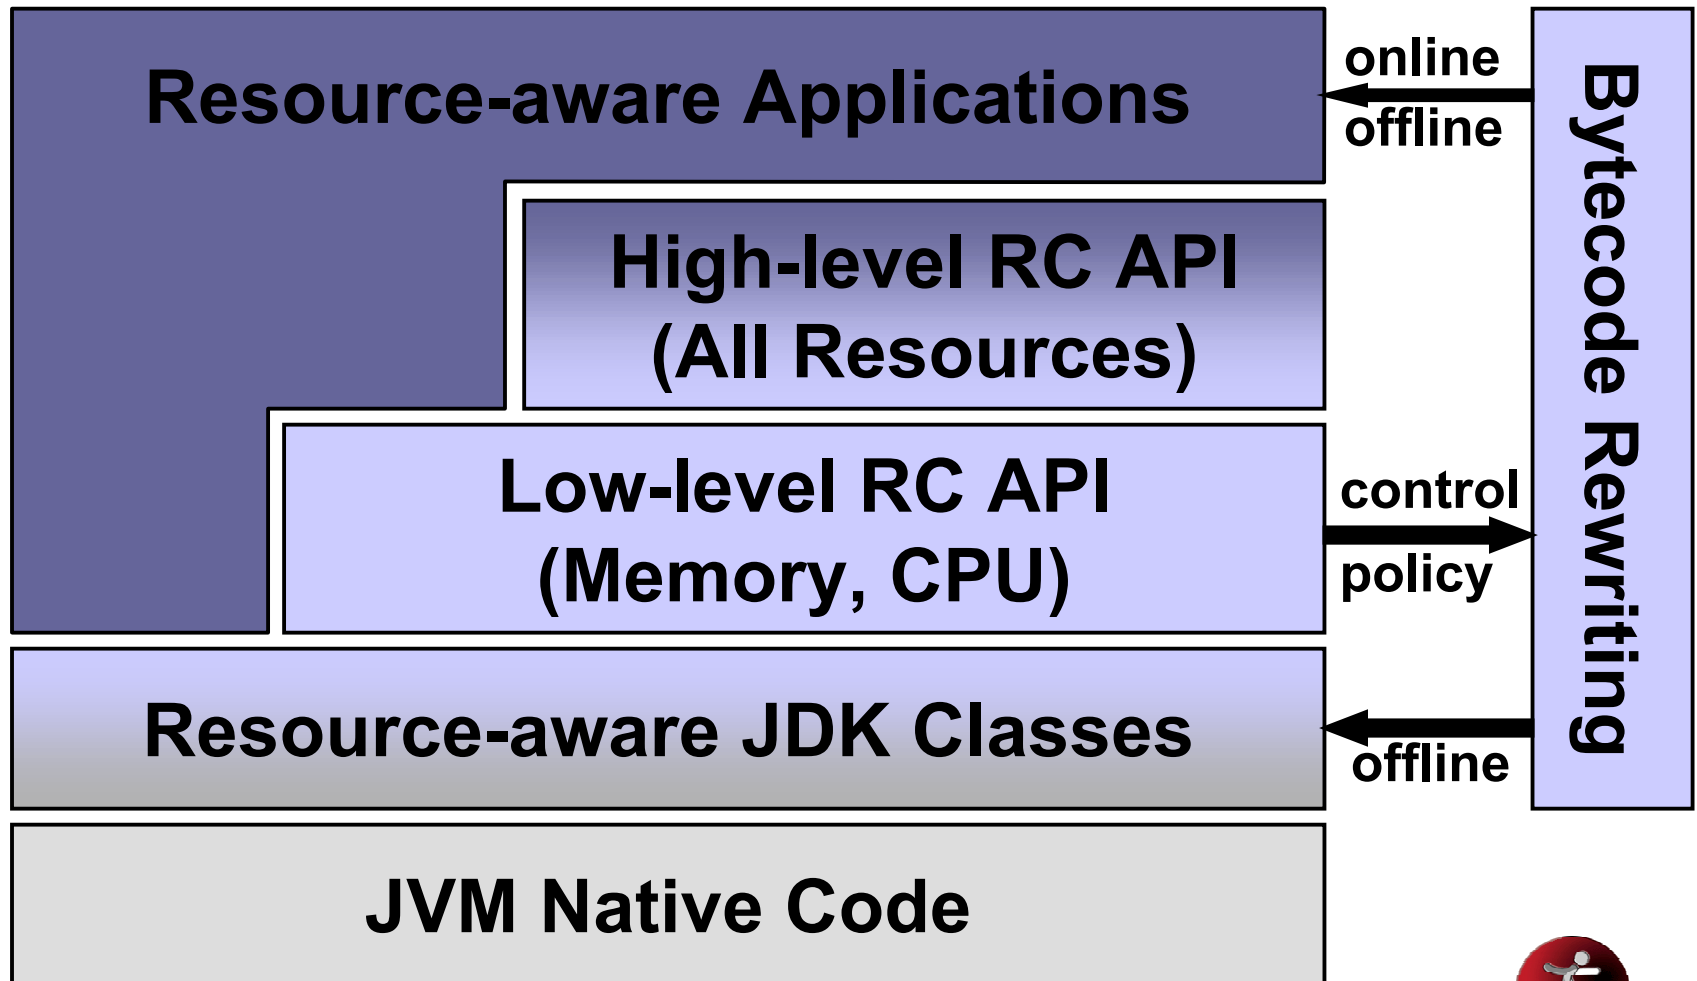 Resource-aware Applications
online
offline
High-level RC API
(All Resources)
Low-level RC API
(Memory, CPU)
control
policy
Resource-aware JDK Classes
offline
JVM Native Code
Bytecode Rewriting